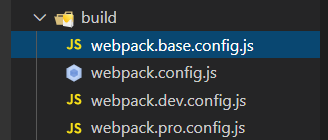 build
JS webpack.base.config.js
webpack.config.js
JS webpack.dev.config.js
JS webpack.pro.config.js